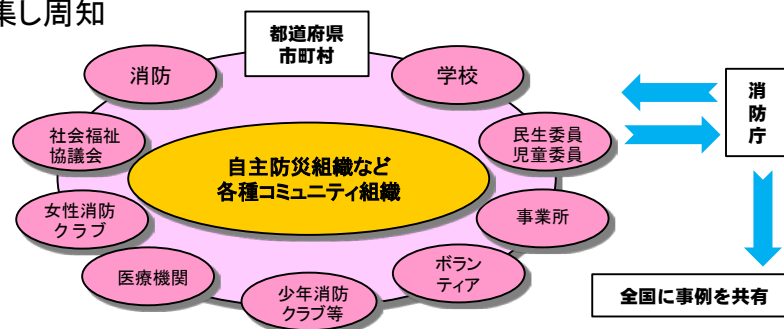 集し周知
都道府県
市町村
消防
学校
消
防
庁
社会福祉
協議会
民生委員
児童委員
自主防災組織など
各種コミュニティ組織
女性消防
クラブ
事業所
医療機関
ボラン
ティア
少年消防
クラブ等
全国に事例を共有